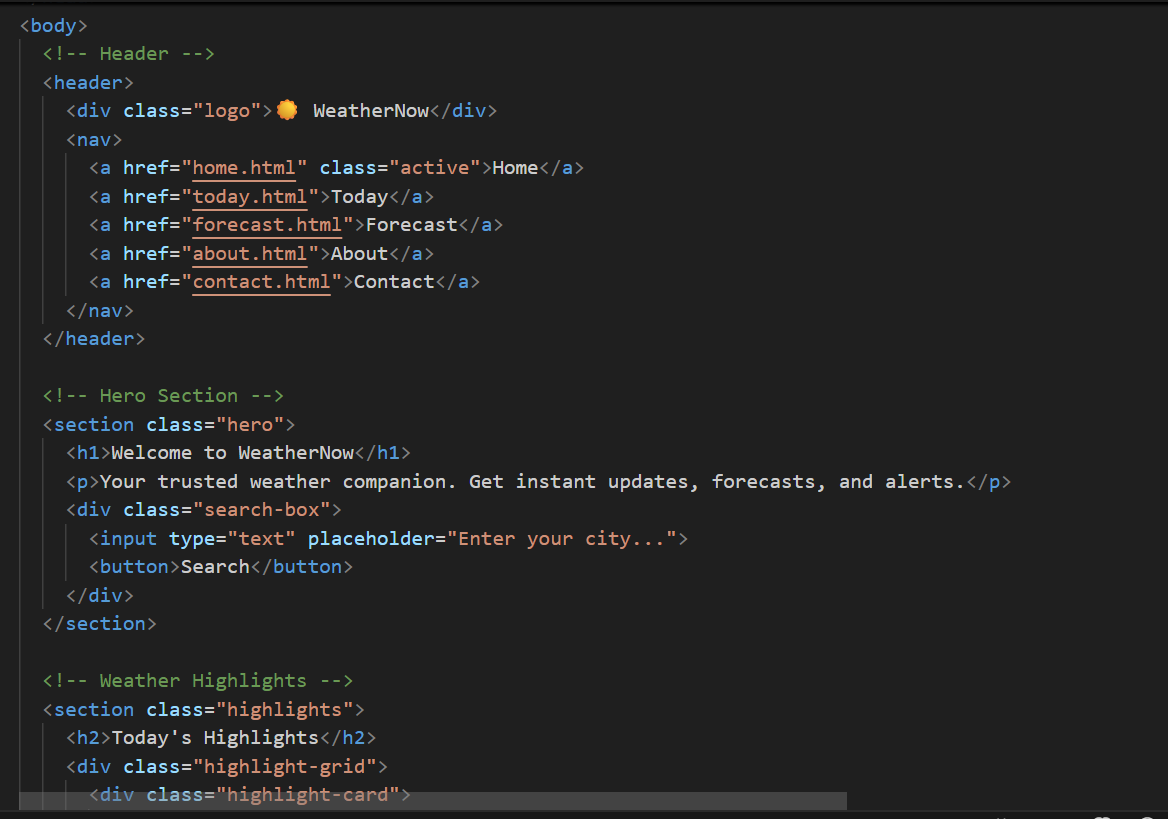 <body>
<!-- Header -->
<header>
<div class="logo">☀️ WeatherNow</div>
<nav>
<a href="home.html" class="active">Home</a>
<a href="today.html">Today</a>
<a href="forecast.html">Forecast</a>
<a href="about.html">About</a>
<a href="contact.html">Contact</a>
</nav>
</header>
<!-- Hero Section -->
<section class="hero">
<h1>Welcome to WeatherNow</h1>
<p>Your trusted weather companion. Get instant updates, forecasts, and alerts.</p>
<div class="search-box">
<input type="text" placeholder="Enter your city...">
<button>Search</button>
</div>
</section>
<!-- Weather Highlights -->
<section class="highlights">
<h2>Today's Highlights</h2>
<div class="highlight-grid">
<div class="highlight-card">